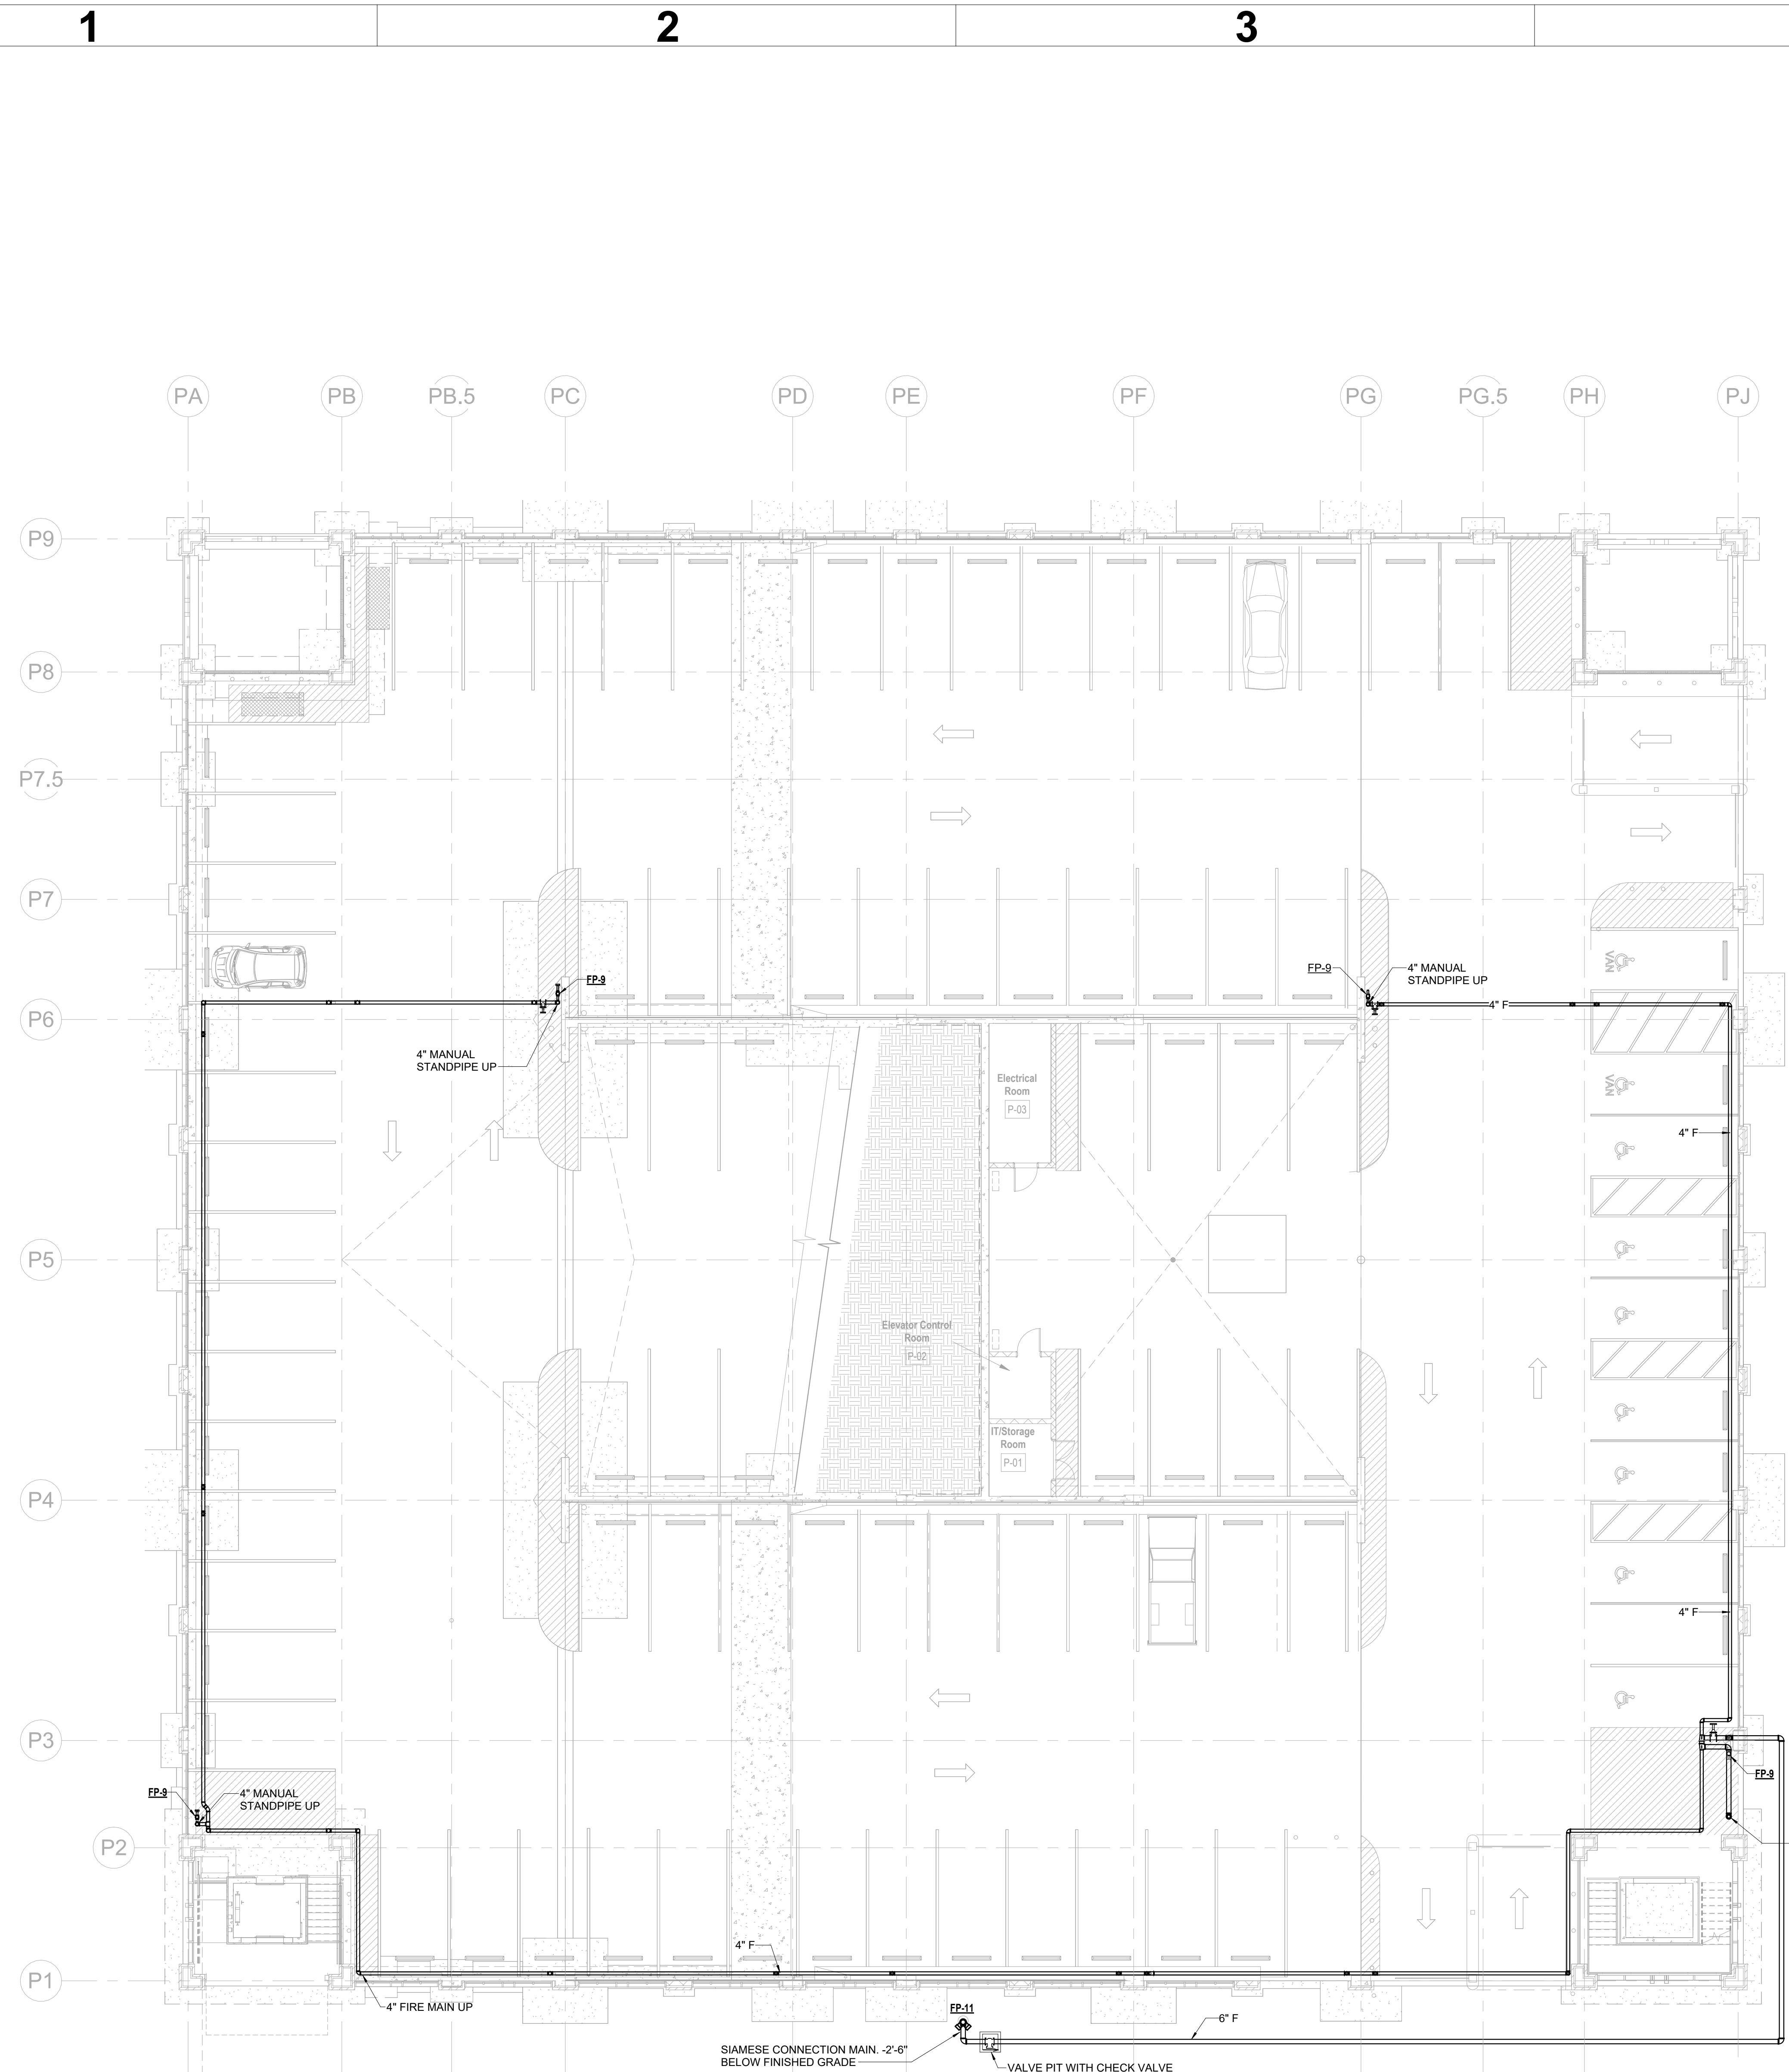 1
2
3
PA
PB
PB.5
PC
PD
PE
PF
PG
PG.5
PH
PJ
P9
P8
P7.5
P7
VAN
FP-9
FP-9
4" MANUAL
STANDPIPE UP
4" F
P6
4" MANUAL
STANDPIPE UP
Electrical
Room
P-03
VAN
4" F
P5
Elevator Control
Room
P-02
IT/Storage
Room
P-01
P4
4" F
P3
FP-9
FP-9
4" MANUAL
STANDPIPE UP
P2
4" F
P1
4" FIRE MAIN UP
FP-11
6" F
SIAMESE CONNECTION MAIN. -2'-6"
BELOW FINISHED GRADE
VALVE PIT WITH CHECK VALVE